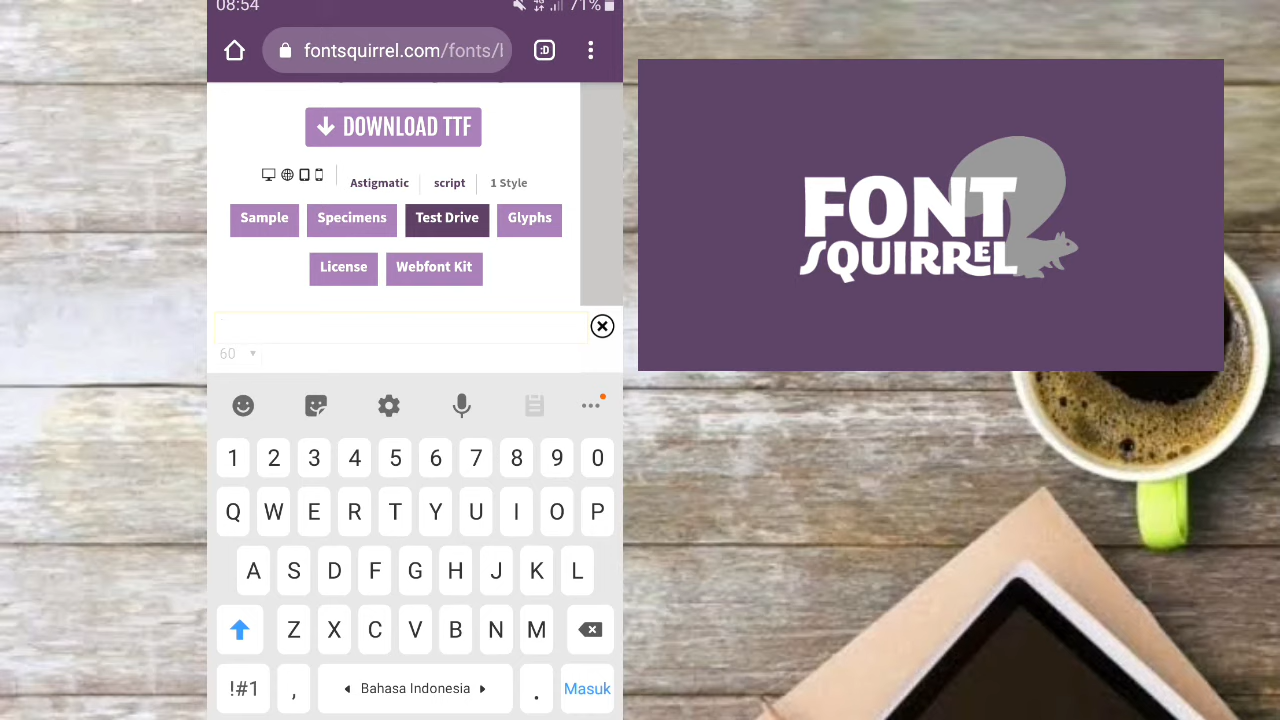 08:54
71%
fontsquirrel.com/fonts/
:D
DOWNLOAD TTF
Astigmatic script 1 Style
Sample Specimens Test Drive Glyphs
License Webfont Kit
60
1 2 3 4 5 6 7 8 9 0
Q W E R T Y U I O P
A S D F G H J K L
Z X C V B N M
!#1 , Bahasa Indonesia . Masuk
FONT
SQUIRREL